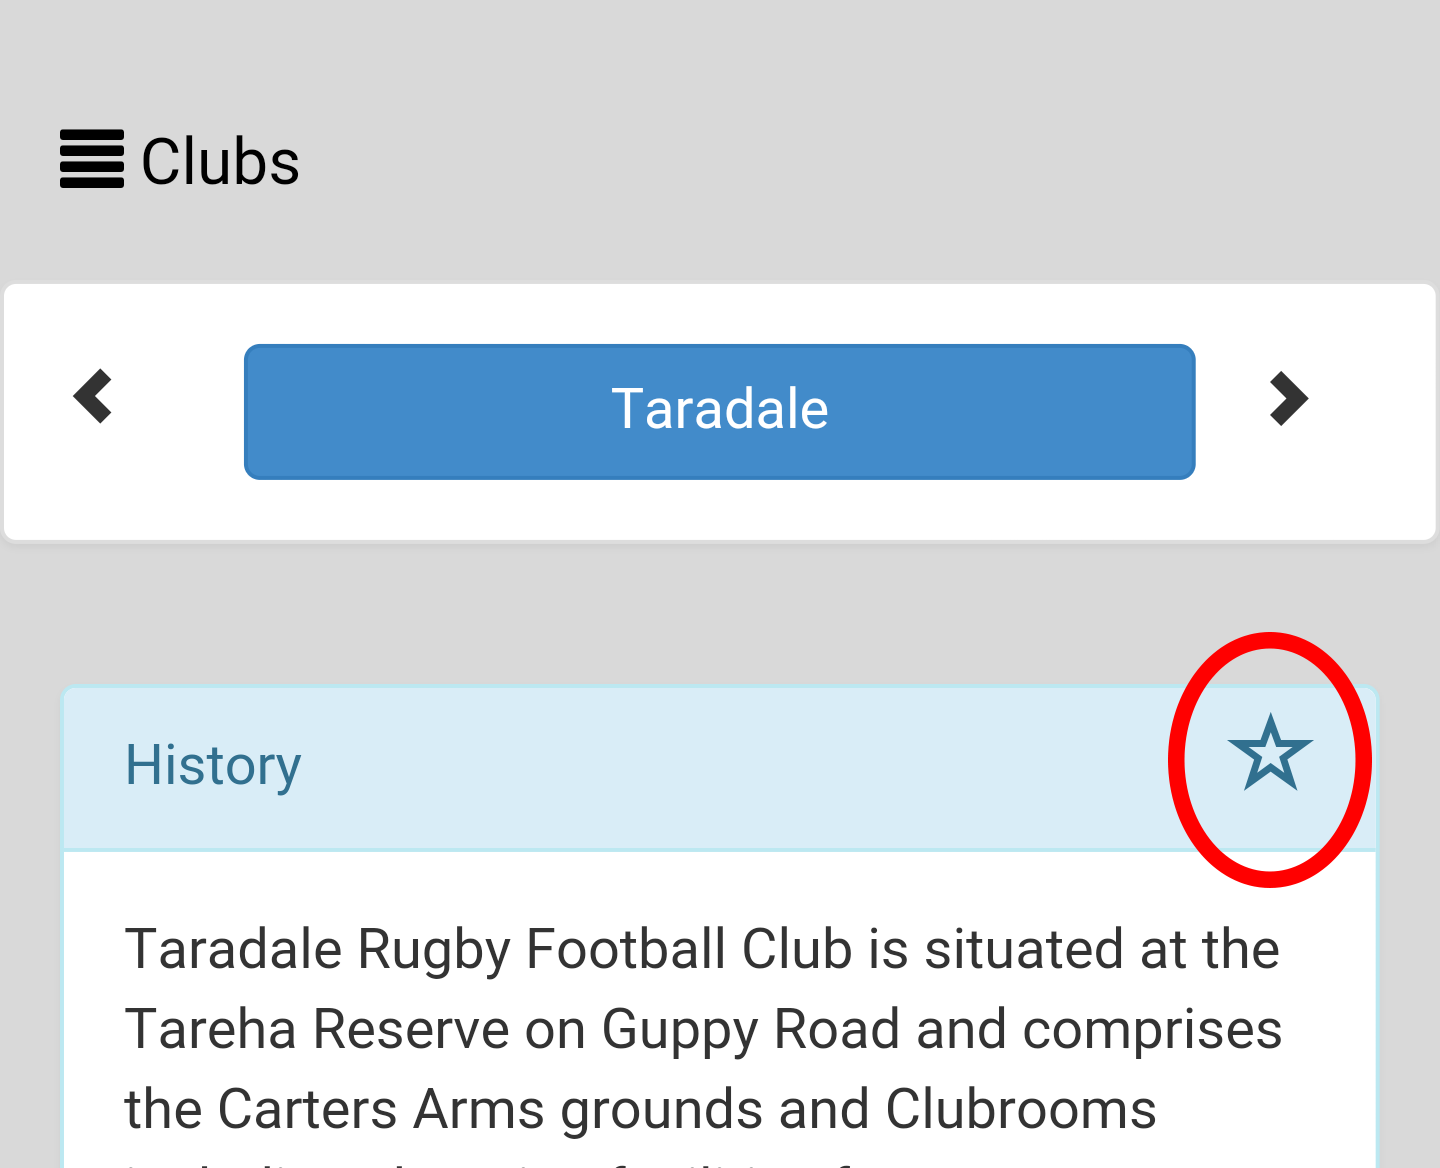 Clubs
Taradale
History
Taradale Rugby Football Club is situated at the
Tareha Reserve on Guppy Road and comprises
the Carters Arms grounds and Clubrooms